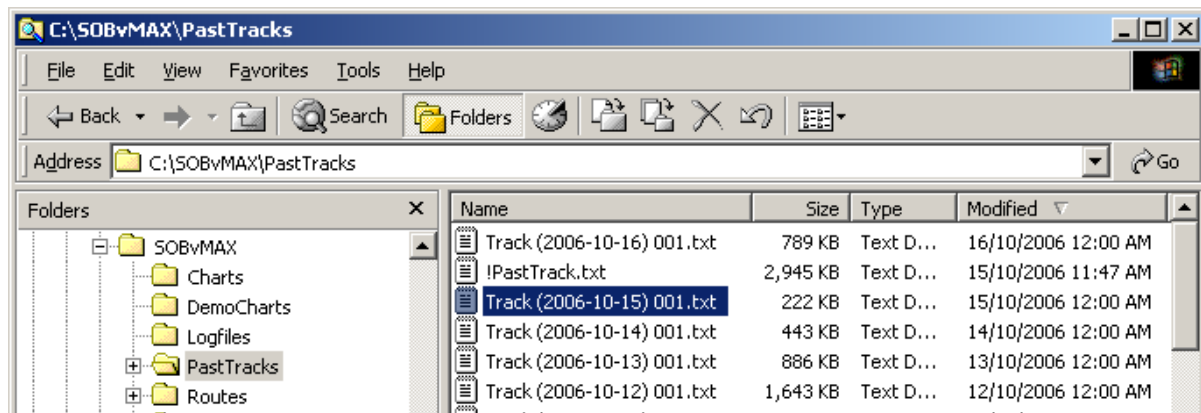 C:\SOBvMAX\PastTracks
File Edit View Favorites Tools Help
Back Search Folders
Address C:\SOBvMAX\PastTracks Go
Folders x Name Size Type Modified
SOBvMAX Track (2006-10-16) 001.txt 789 KB Text D... 16/10/2006 12:00 AM
Charts !PastTrack.txt 2,945 KB Text D... 15/10/2006 11:47 AM
DemoCharts Track (2006-10-15) 001.txt 222 KB Text D... 15/10/2006 12:00 AM
Logfiles Track (2006-10-14) 001.txt 443 KB Text D... 14/10/2006 12:00 AM
PastTracks Track (2006-10-13) 001.txt 886 KB Text D... 13/10/2006 12:00 AM
Routes Track (2006-10-12) 001.txt 1,643 KB Text D... 12/10/2006 12:00 AM